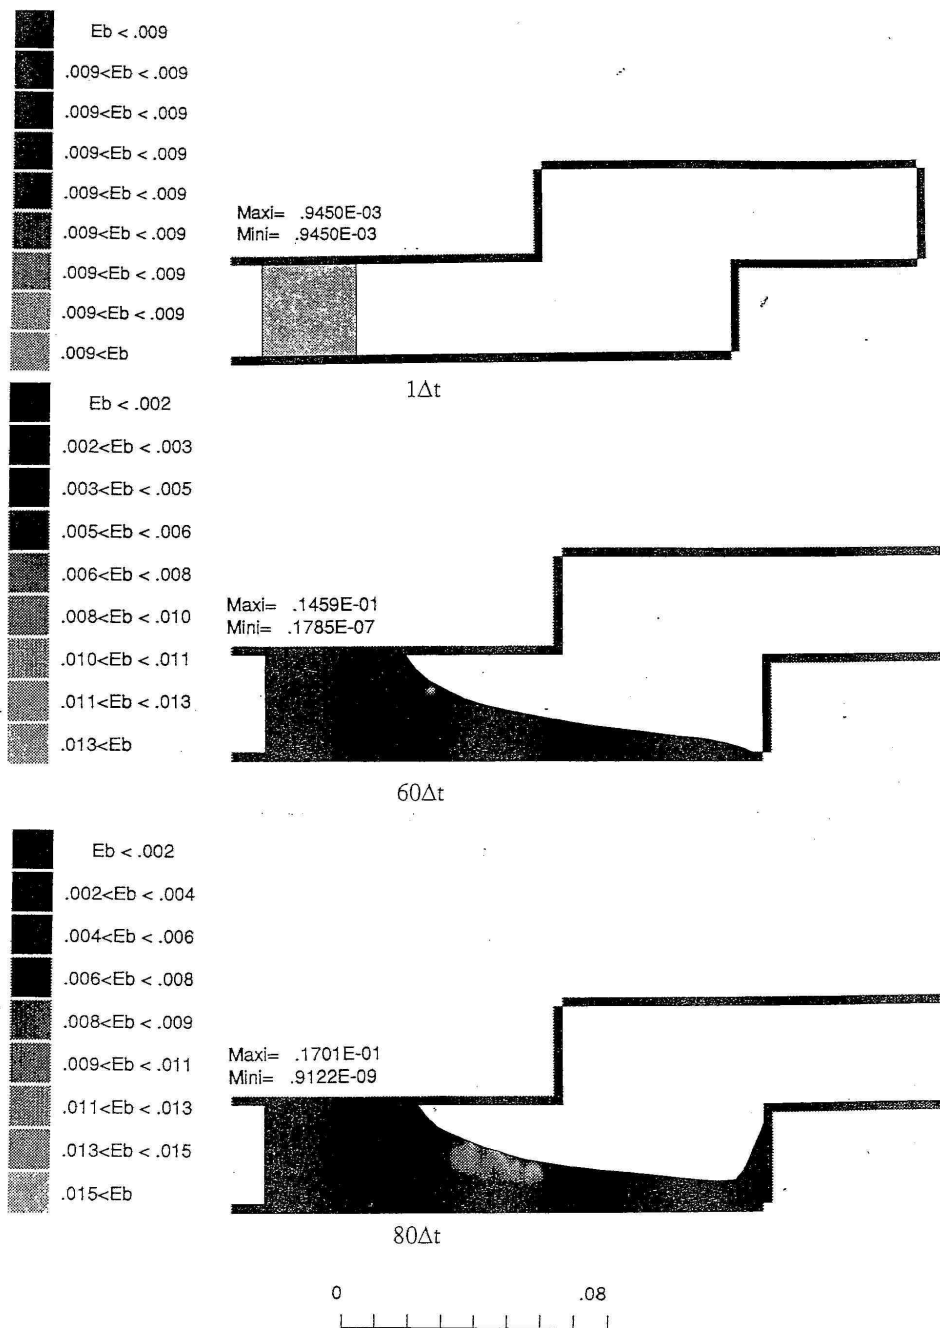 Eb < .009
.009<Eb < .009
.009<Eb < .009
.009<Eb < .009
.009<Eb < .009
.009<Eb < .009
.009<Eb < .009
.009<Eb < .009
.009<Eb
Maxi= .9450E-03
Mini= .9450E-03
1Δt
Eb < .002
.002<Eb < .003
.003<Eb < .005
.005<Eb < .006
.006<Eb < .008
.008<Eb < .010
.010<Eb < .011
.011<Eb < .013
.013<Eb
Maxi= .1459E-01
Mini= .1785E-07
60Δt
Eb < .002
.002<Eb < .004
.004<Eb < .006
.006<Eb < .008
.008<Eb < .009
.009<Eb < .011
.011<Eb < .013
.013<Eb < .015
.015<Eb
Maxi= .1701E-01
Mini= .9122E-09
80Δt
0 .08